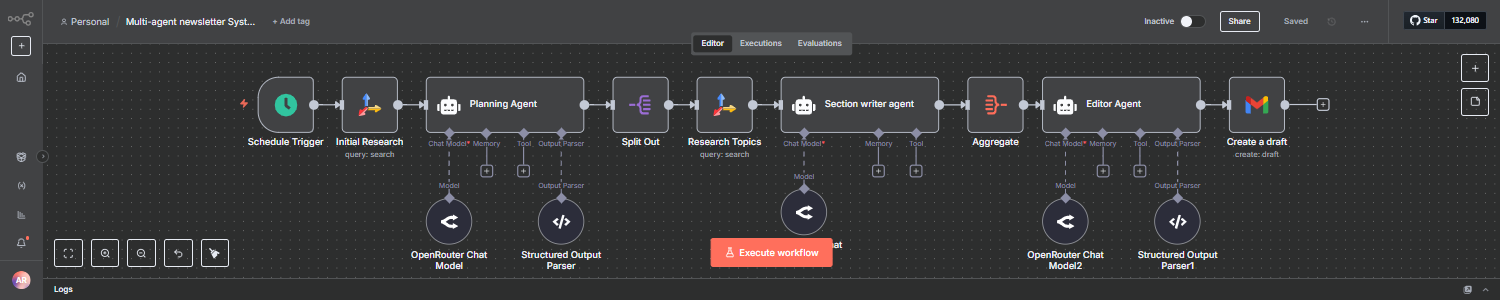 Personal / Multi-agent newsletter Syst... + Add tag
Inactive Share Saved ... Star 132,080
Editor Executions Evaluations
Planning Agent Section writer agent Editor Agent
Schedule Trigger Initial Research Split Out Research Topics Aggregate Create a draft
query: search query: search create: draft
Chat Model* Memory Tool Output Parser Chat Model* Memory Tool Chat Model* Memory Tool Output Parser
Model Output Parser Model Model Output Parser
OpenRouter Chat Model
Structured Output Parser
Execute workflow
OpenRouter Chat Model2
Structured Output Parser1
AR
Logs